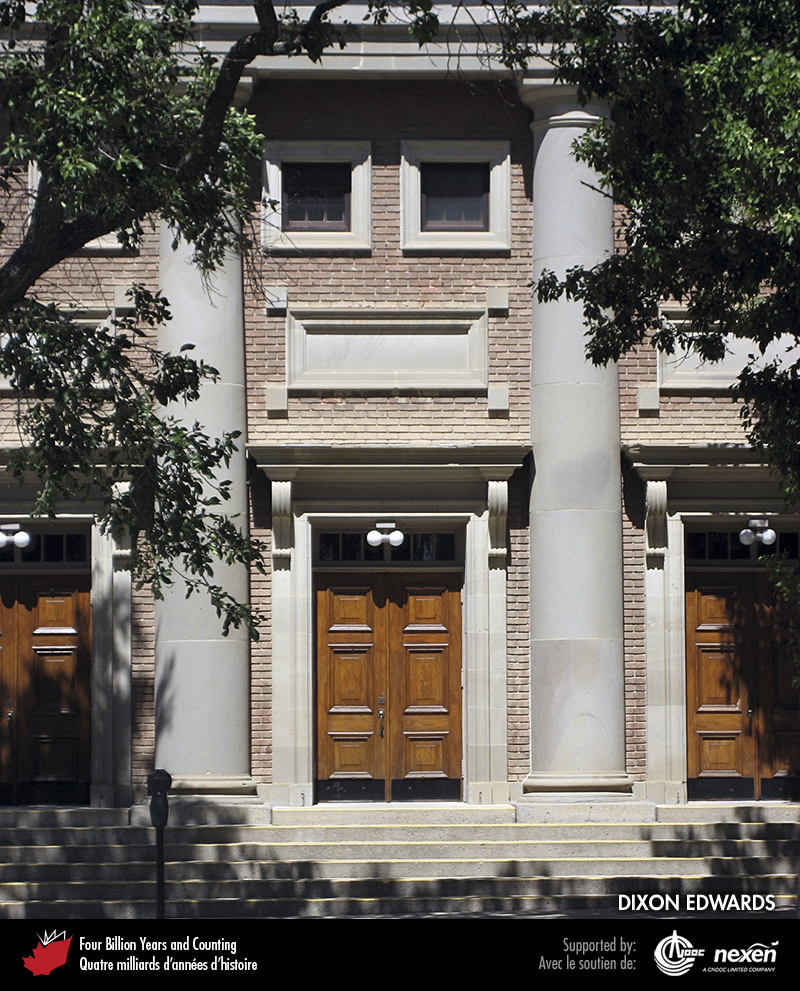 DIXON EDWARDS
Four Billion Years and Counting
Quatre milliards d'années d'histoire
Supported by:
Avec le soutien de:
CNOOC
nexen
A CNOOC LIMITED COMPANY